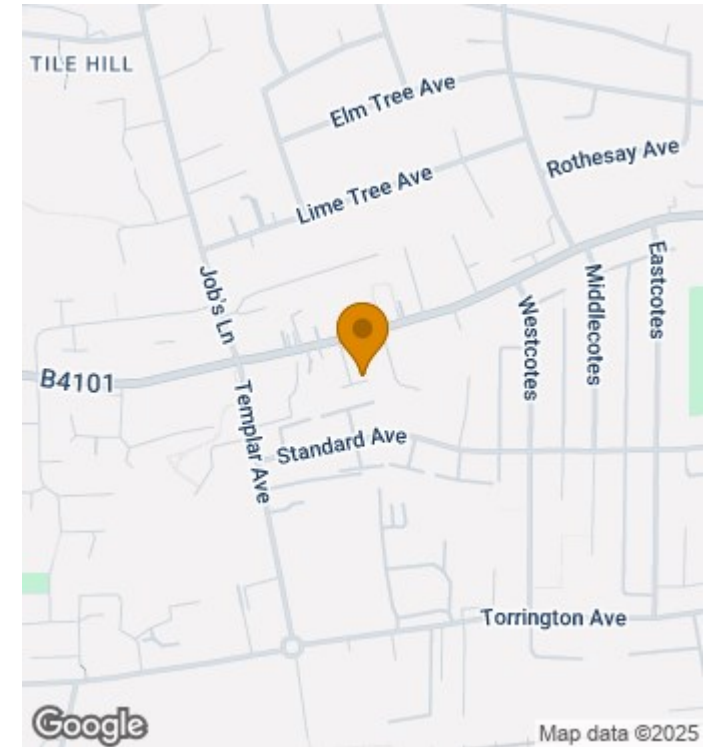 TILE HILL
Elm Tree Ave
Rothesay Ave
Lime Tree Ave
Eastcotes
Job's Ln
Middlecotes
Westcotes
B4101
Templar Ave
Standard Ave
Torrington Ave
Google
Map data ©2025